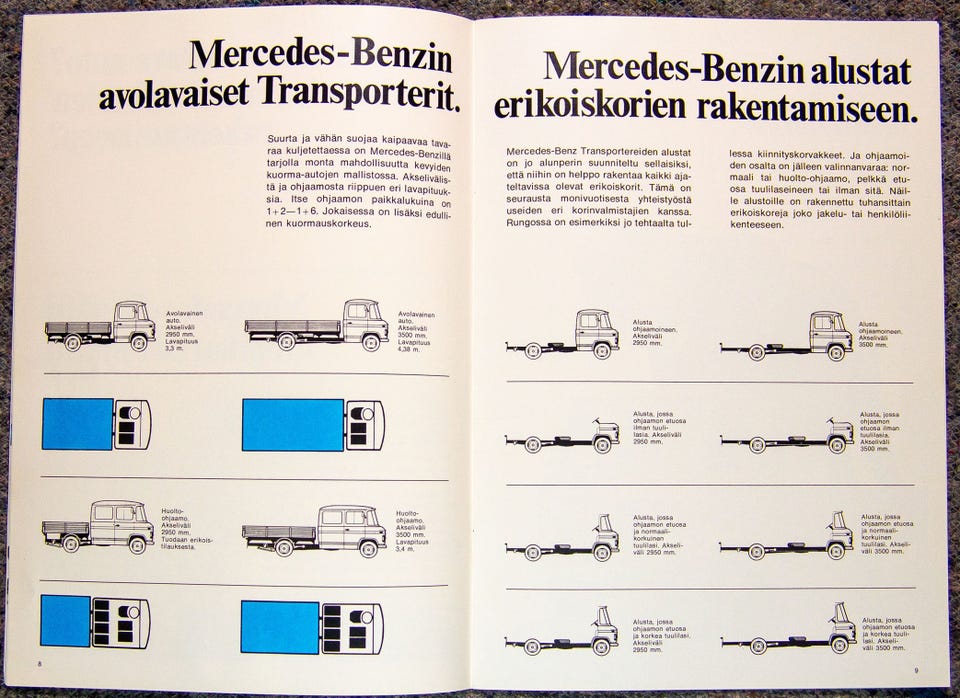 Mercedes-Benzin
avolavaiset Transporterit.
Suurta ja vähän suojaa kaipaavaa tava-
raa kuljetettaessa on Mercedes-Benzillä
tarjolla monta mahdollisuutta kevyiden
kuorma-autojen mallistossa. Akselivälis-
tä ja ohjaamosta riippuen eri lavapituuk-
sia. Itse ohjaamon paikkalukuina on
1+2—1+6. Jokaisessa on lisäksi edulli-
nen kuormauskorkeus.
Avolavainen
auto.
Akseliväli
2950 mm.
Lavapituus
3,3 m.
Avolavainen
auto.
Akseliväli
3500 mm.
Lavapituus
4,38 m.
Huolto-
ohjaamo.
Akseliväli
2950 mm.
Tuodaan erikois-
tilauksesta.
Huolto-
ohjaamo.
Akseliväli
3500 mm.
Lavapituus
3,4 m.
8
Mercedes-Benzin alustat
erikoiskorien rakentamiseen.
Mercedes-Benz Transportereiden alustat
on jo alunperin suunniteltu sellaisiksi,
että niihin on helppo rakentaa kaikki aja-
teltavissa olevat erikoiskorit. Tämä on
seurausta monivuotisesta yhteistyöstä
useiden eri korinvalmistajien kanssa.
Rungossa on esimerkiksi jo tehtaalta tul-
lessa kiinnityskorvakkeet. Ja ohjaamoi-
den osalta on jälleen valinnanvaraa: nor-
maali tai huolto-ohjaamo, pelkkä etu-
osa tuulilaseineen tai ilman sitä. Näil-
le alustoille on rakennettu tuhansittain
erikoiskoreja joko jakelu- tai henkilölii-
kenteeseen.
Alusta
ohjaamoineen.
Akseliväli
2950 mm.
Alusta
ohjaamoineen.
Akseliväli
3500 mm.
Alusta, jossa
ohjaamon
etuosa
ilman tuuli-
lasia. Akseliväli
2950 mm.
Alusta, jossa
ohjaamon
etuosa ilman
tuulilasia.
Akseliväli
3500 mm.
Alusta, jossa
ohjaamon etuosa
ja normaali-
korkuinen
tuulilasi. Akseli-
väli 2950 mm.
Alusta, jossa
ohjaamon etuosa
ja normaali-
korkuinen
tuulilasi. Akseli-
väli 3500 mm.
Alusta, jossa
ohjaamon etuosa
ja korkea tuulilasi.
Akseliväli
2950 mm.
Alusta, jossa
ohjaamon etuosa
ja korkea tuuli-
lasi. Akseli-
väli 3500 mm.
9